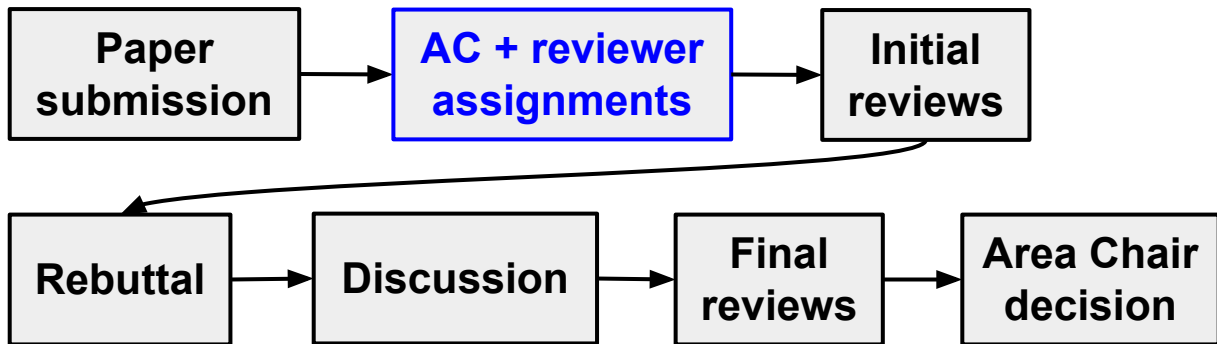 Paper
submission
AC + reviewer
assignments
Initial
reviews
Rebuttal
Discussion
Final
reviews
Area Chair
decision